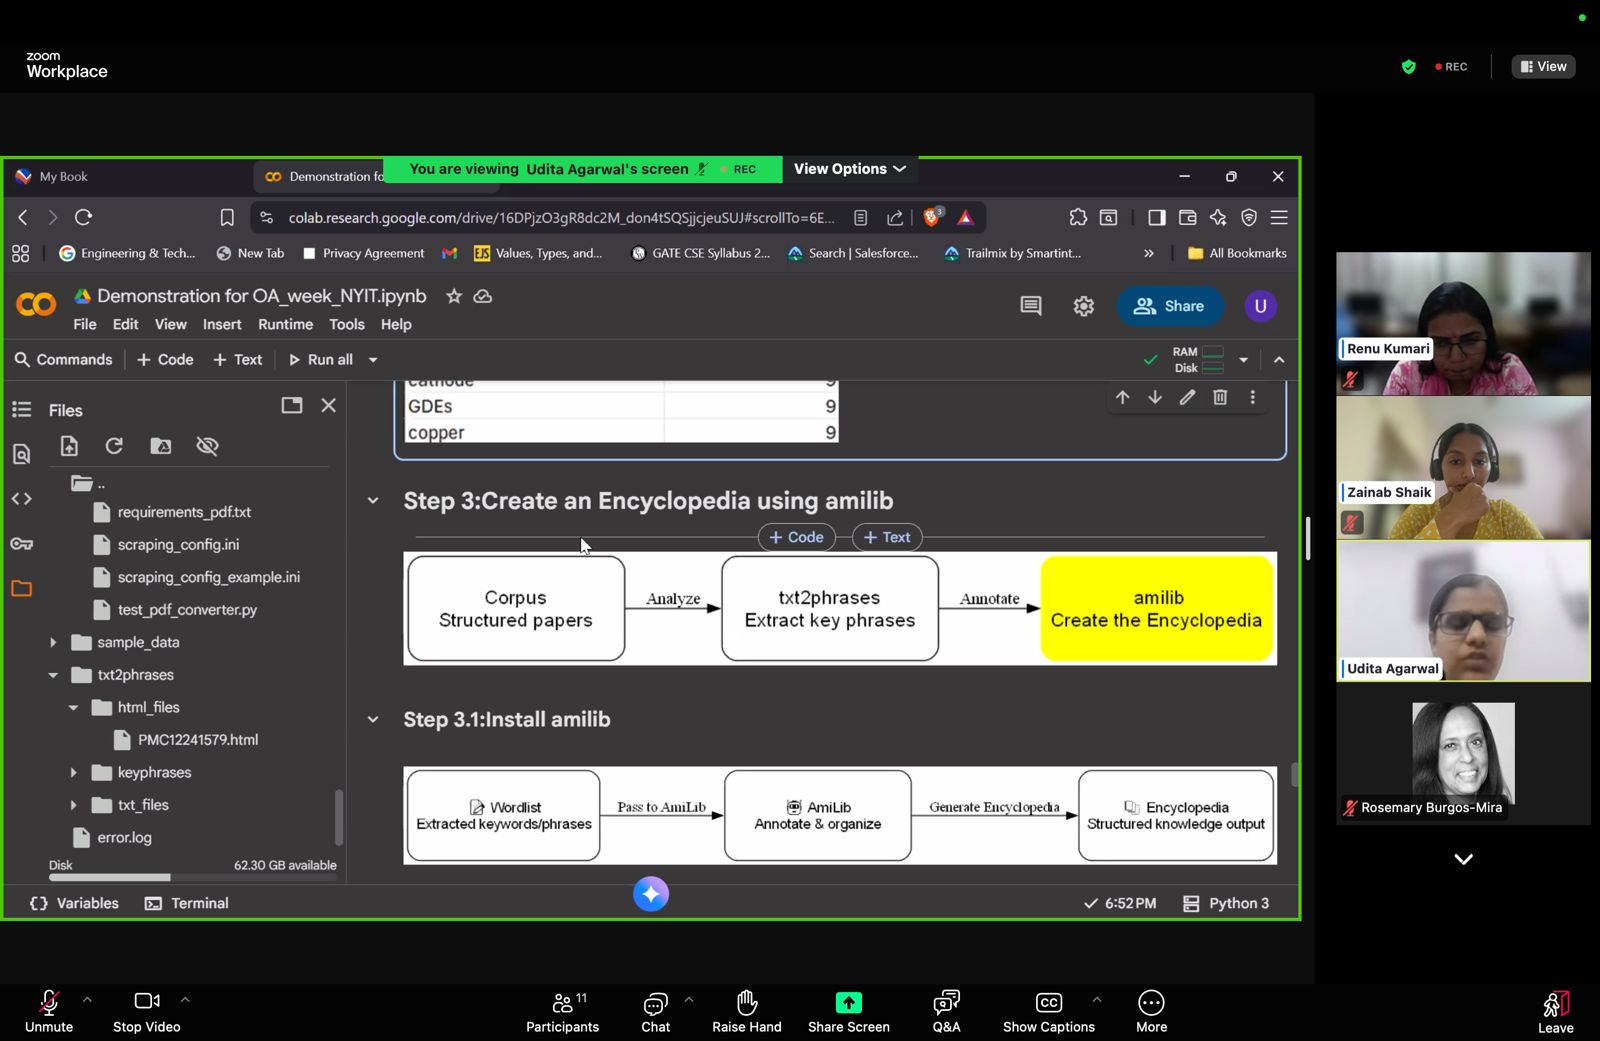 zoom
Workplace
REC
View
My Book
Demonstration fo
You are viewing Udita Agarwal's screen
REC
View Options
colab.research.google.com/drive/16DPjzO3gR8dc2M_don4tSQSjjcjeuSUJ#scrollTo=6E...
3
Engineering & Tech...
New Tab
Privacy Agreement
EJS
Values, Types, and...
GATE CSE Syllabus 2...
Search | Salesforce...
Trailmix by Smartint...
»
All Bookmarks
Demonstration for OA_week_NYIT.ipynb
File Edit View Insert Runtime Tools Help
Share
U
Commands
+ Code
+ Text
Run all
RAM
Disk
Files
..
requirements_pdf.txt
scraping_config.ini
scraping_config_example.ini
test_pdf_converter.py
sample_data
txt2phrases
html_files
PMC12241579.html
keyphrases
txt_files
error.log
Disk
62.30 GB available
cathode 9
GDEs 9
copper 9
Step 3:Create an Encyclopedia using amilib
+ Code
+ Text
Corpus
Structured papers
Analyze
txt2phrases
Extract key phrases
Annotate
amilib
Create the Encyclopedia
Step 3.1:Install amilib
Wordlist
Extracted keywords/phrases
Pass to AmiLib
AmiLib
Annotate & organize
Generate Encyclopedia
Encyclopedia
Structured knowledge output
Variables
Terminal
6:52 PM
Python 3
Renu Kumari
Zainab Shaik
Udita Agarwal
Rosemary Burgos-Mira
Unmute
Stop Video
11
Participants
Chat
Raise Hand
Share Screen
Q&A
CC
Show Captions
More
Leave